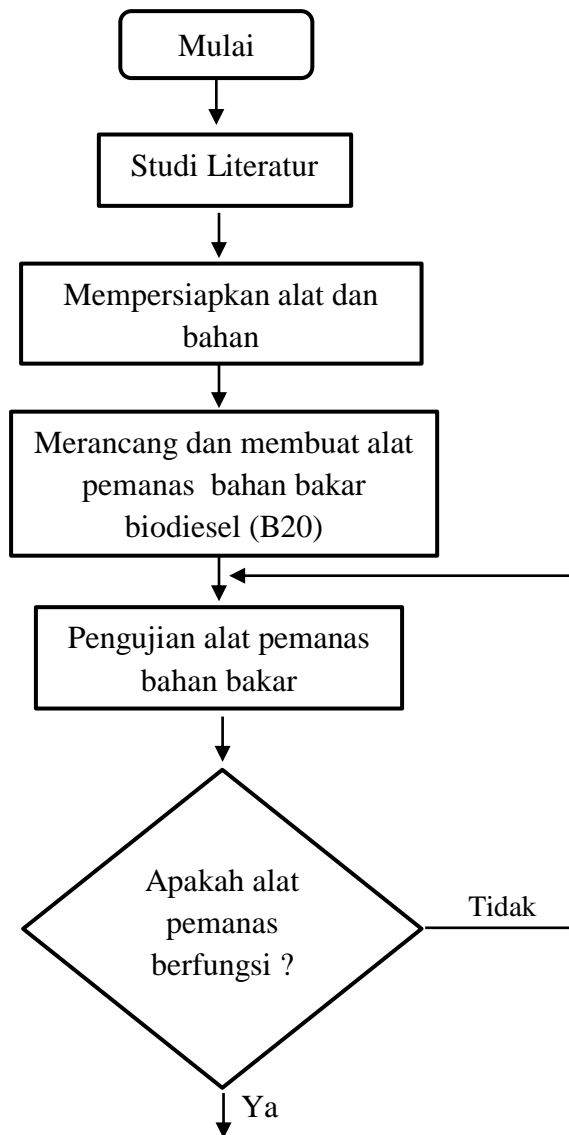 Mulai
Studi Literatur
Mempersiapkan alat dan
bahan
Merancang dan membuat alat
pemanas bahan bakar
biodiesel (B20)
Pengujian alat pemanas
bahan bakar
Apakah alat
pemanas
berfungsi ?
Tidak
Ya